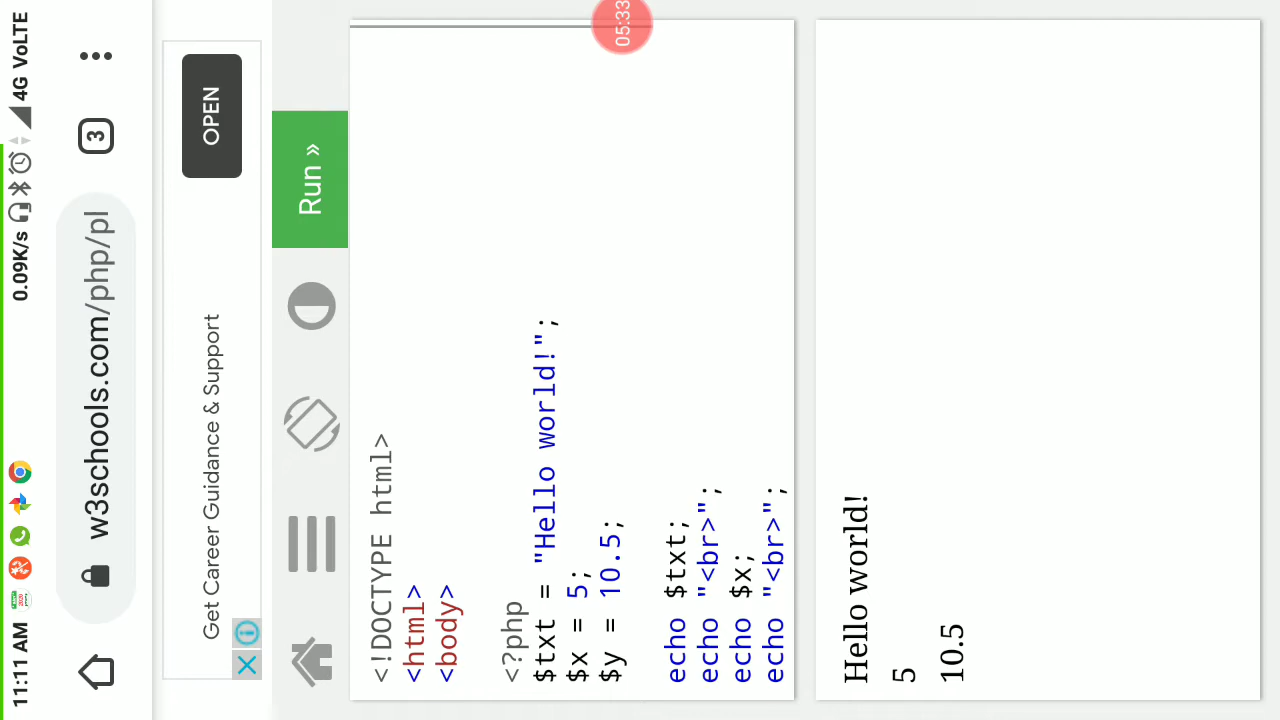 11:11 AM
0.09K/s
4G VoLTE
w3schools.com/php/pl
3
Get Career Guidance & Support
OPEN
Run »
05:33
<!DOCTYPE html>
<html>
<body>
<?php
$txt = "Hello world!";
$x = 5;
$y = 10.5;
echo $txt;
echo "<br>";
echo $x;
echo "<br>";
Hello world!
5
10.5